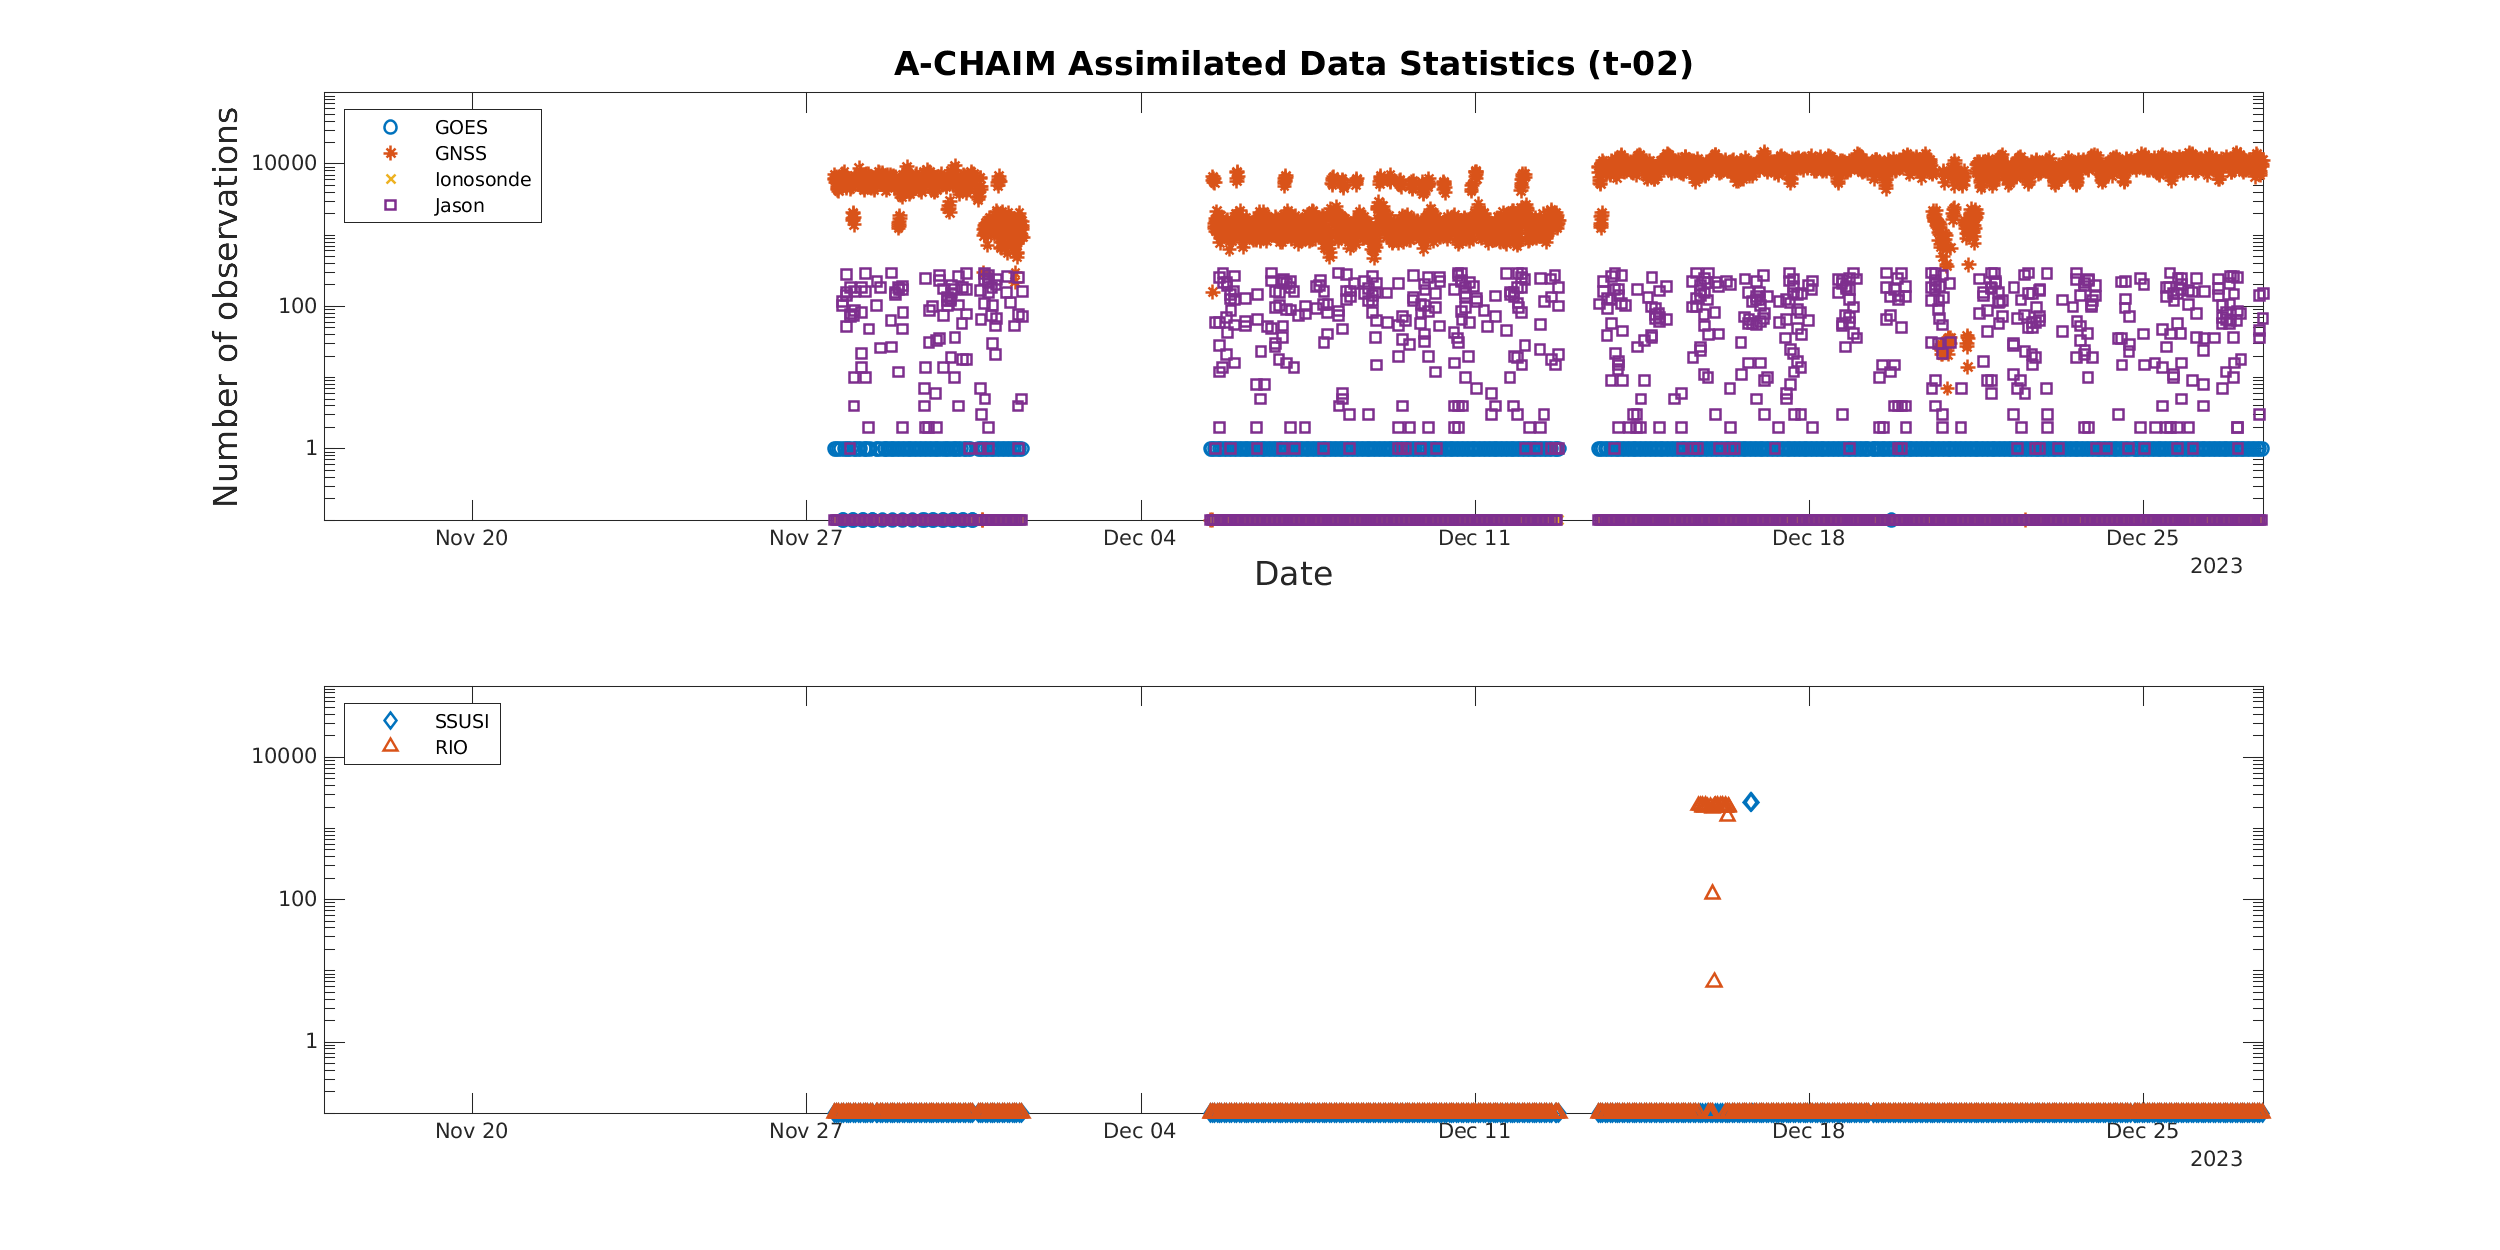 A-CHAIM Assimilated Data Statistics (t-02)
Number of observations
10000
100
1
GOES
GNSS
Ionosonde
Jason
Nov 20 Nov 27 Dec 04 Dec 11 Dec 18 Dec 25
2023
Date
10000
100
1
SSUSI
RIO
Nov 20 Nov 27 Dec 04 Dec 11 Dec 18 Dec 25
2023